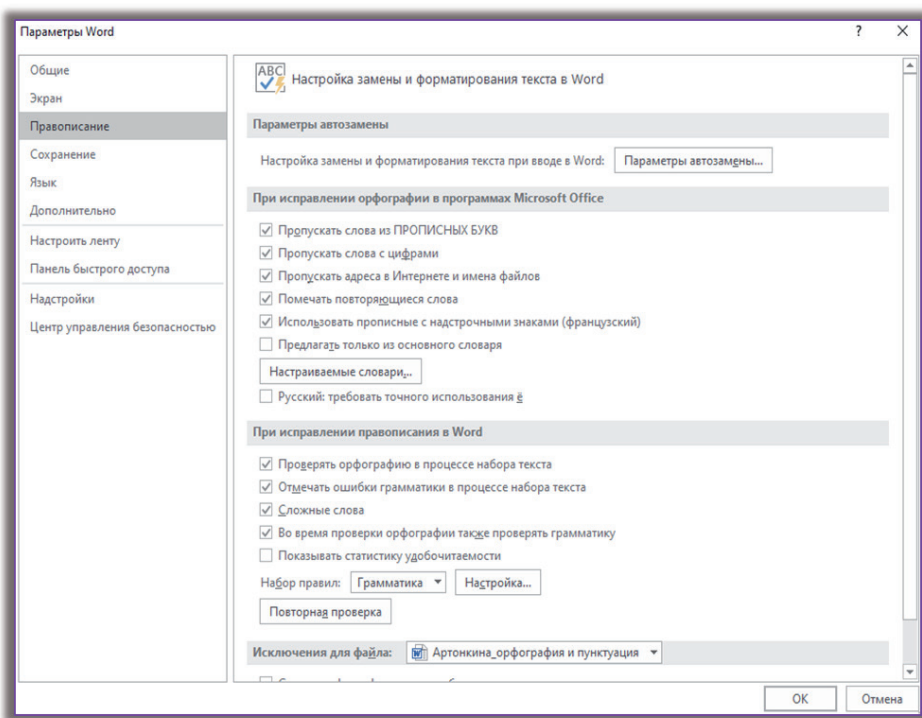 Параметры Word
?
Общие
Экран
Правописание
Сохранение
Язык
Дополнительно
Настроить ленту
Панель быстрого доступа
Надстройки
Центр управления безопасностью
ABC
Настройка замены и форматирования текста в Word
Параметры автозамены
Настройка замены и форматирования текста при вводе в Word: Параметры автозамены...
При исправлении орфографии в программах Microsoft Office
Пропускать слова из ПРОПИСНЫХ БУКВ
Пропускать слова с цифрами
Пропускать адреса в Интернете и имена файлов
Помечать повторяющиеся слова
Использовать прописные с надстрочными знаками (французский)
Предлагать только из основного словаря
Настраиваемые словари...
Русский: требовать точного использования ё
При исправлении правописания в Word
Проверять орфографию в процессе набора текста
Отмечать ошибки грамматики в процессе набора текста
Сложные слова
Во время проверки орфографии также проверять грамматику
Показывать статистику удобочитаемости
Набор правил: Грамматика Настройка...
Повторная проверка
Исключения для файла: Артонкина_орфография и пунктуация
ОК Отмена